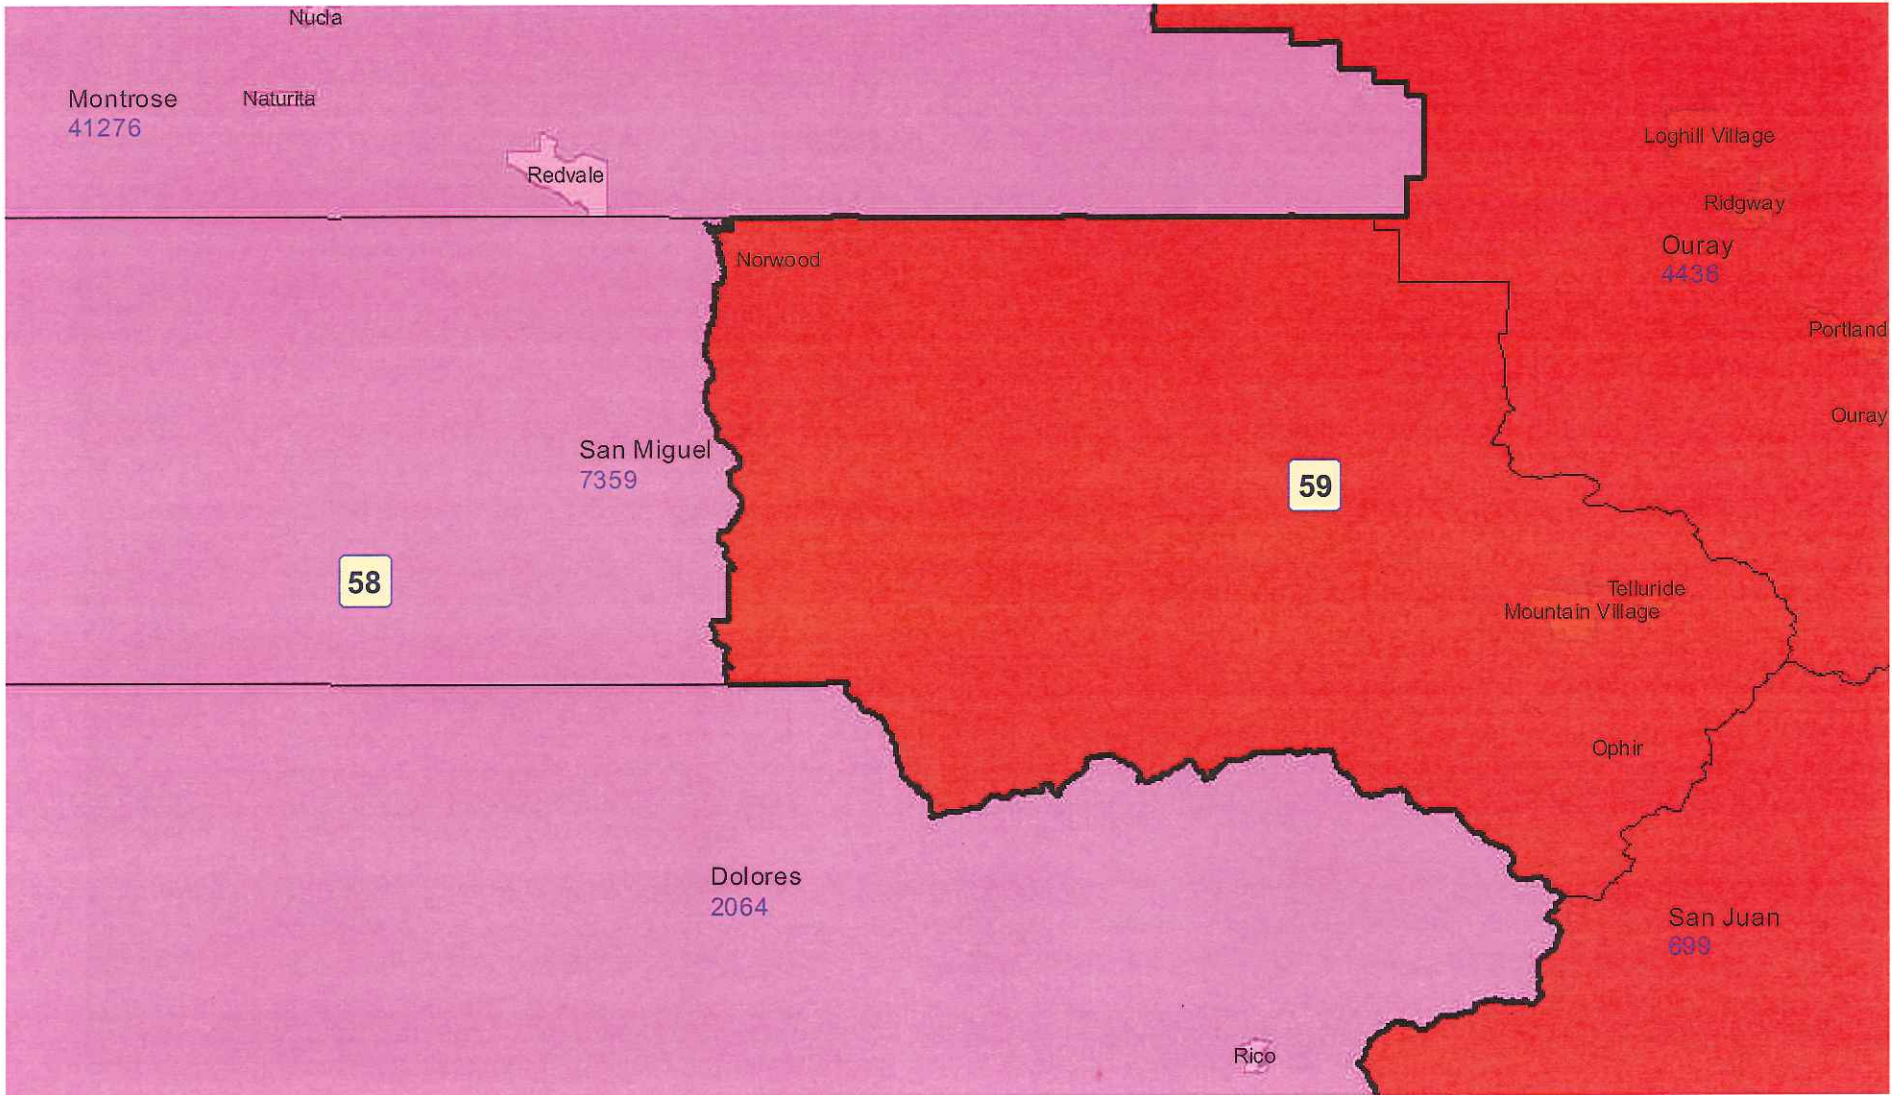 Nucla
Montrose
41276
Naturita
Loghill Village
Redvale
Ridgway
Ouray
4436
Norwood
Portland
Ouray
San Miguel
7359
59
58
Telluride
Mountain Village
Ophir
Dolores
2064
San Juan
699
Rico